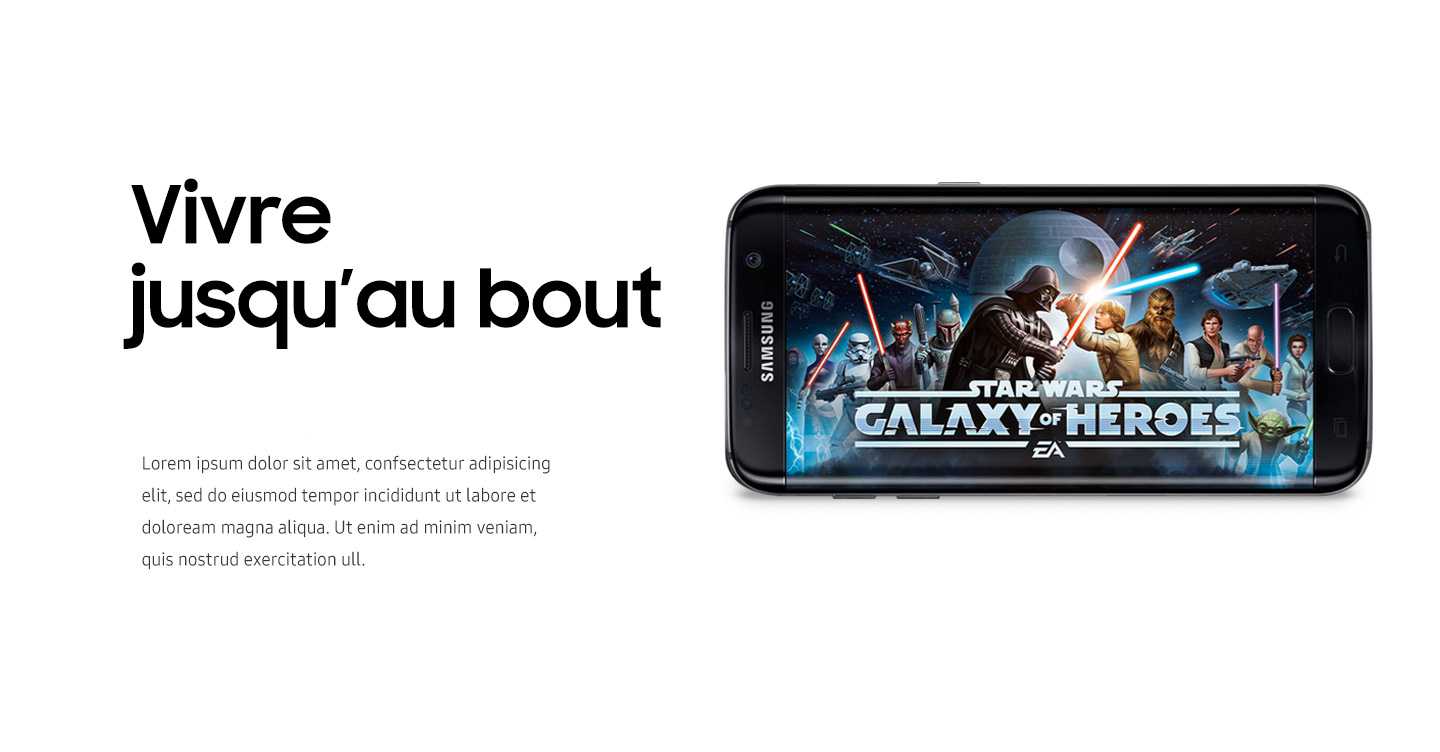 Vivre
jusqu’au bout
Lorem ipsum dolor sit amet, confsectetur adipisicing
elit, sed do eiusmod tempor incididunt ut labore et
doloream magna aliqua. Ut enim ad minim veniam,
quis nostrud exercitation ull.
SAMSUNG
STAR WARS
GALAXY OF HEROES
EA